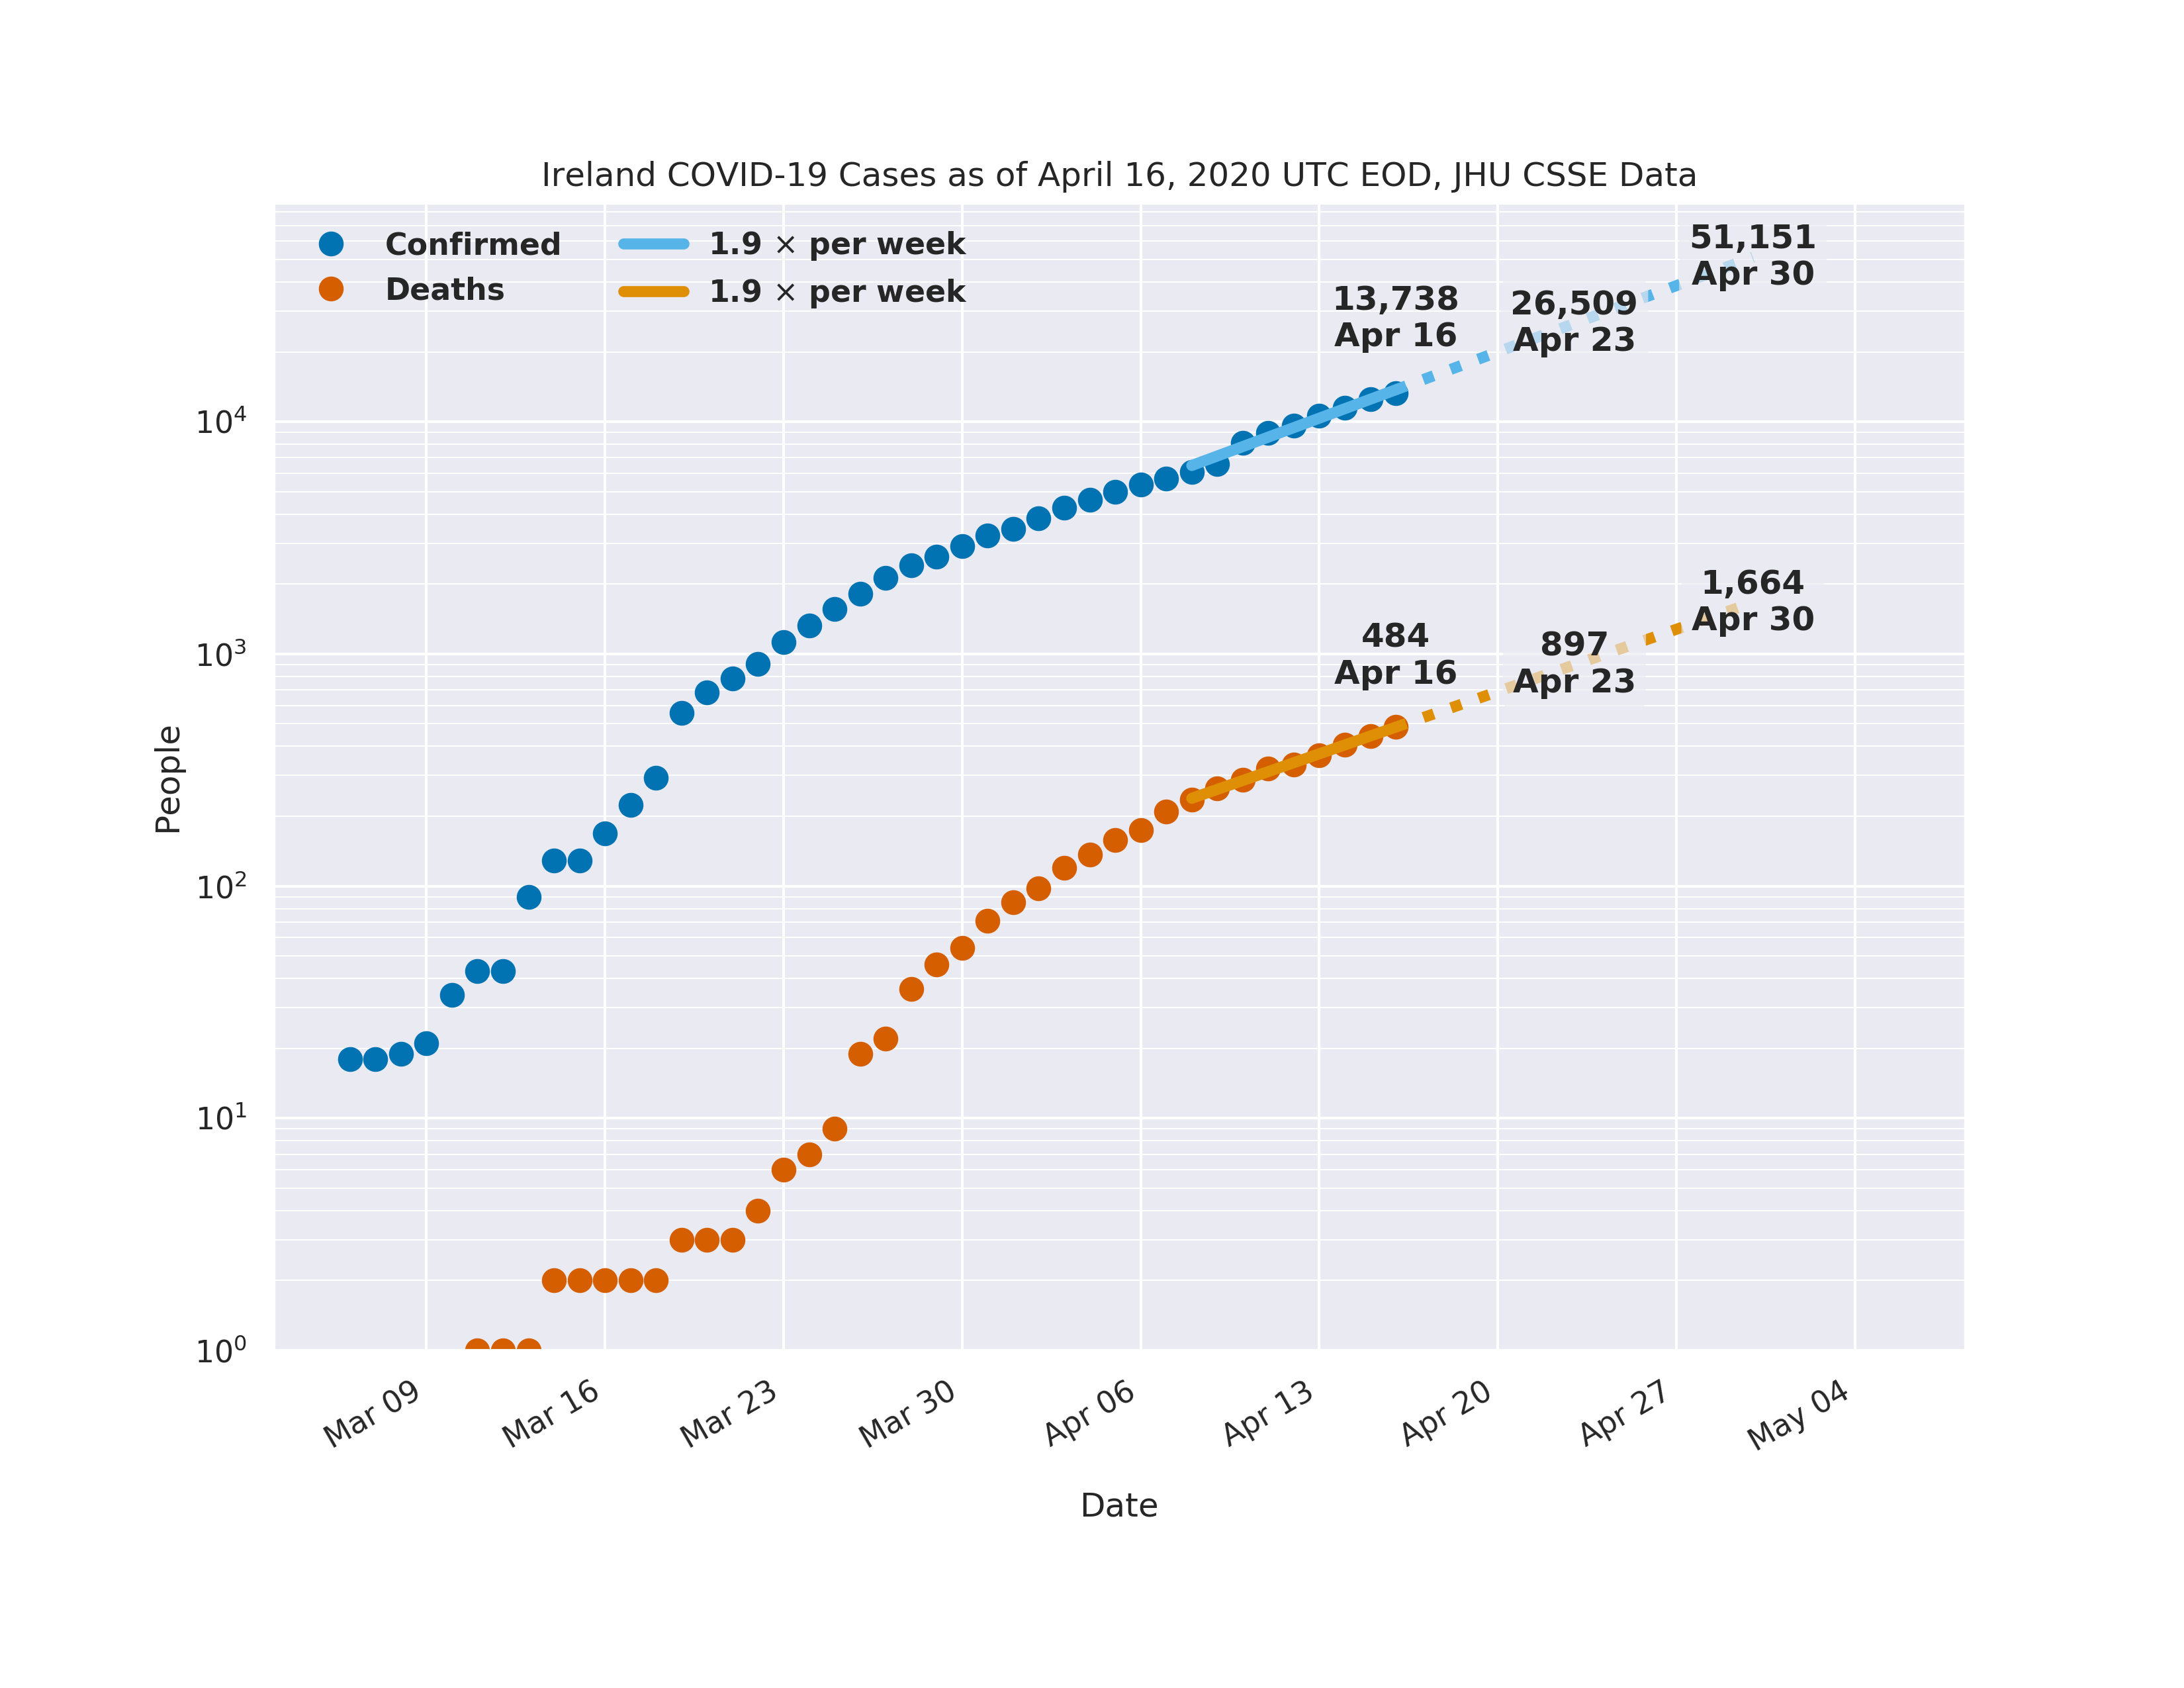 Ireland COVID-19 Cases as of April 16, 2020 UTC EOD, JHU CSSE Data
Confirmed
Deaths
1.9 × per week
1.9 × per week
51,151
Apr 30
13,738
Apr 16
26,509
Apr 23
1,664
Apr 30
484
Apr 16
897
Apr 23
People
10⁴
10³
10²
10¹
10⁰
Mar 09
Mar 16
Mar 23
Mar 30
Apr 06
Apr 13
Apr 20
Apr 27
May 04
Date